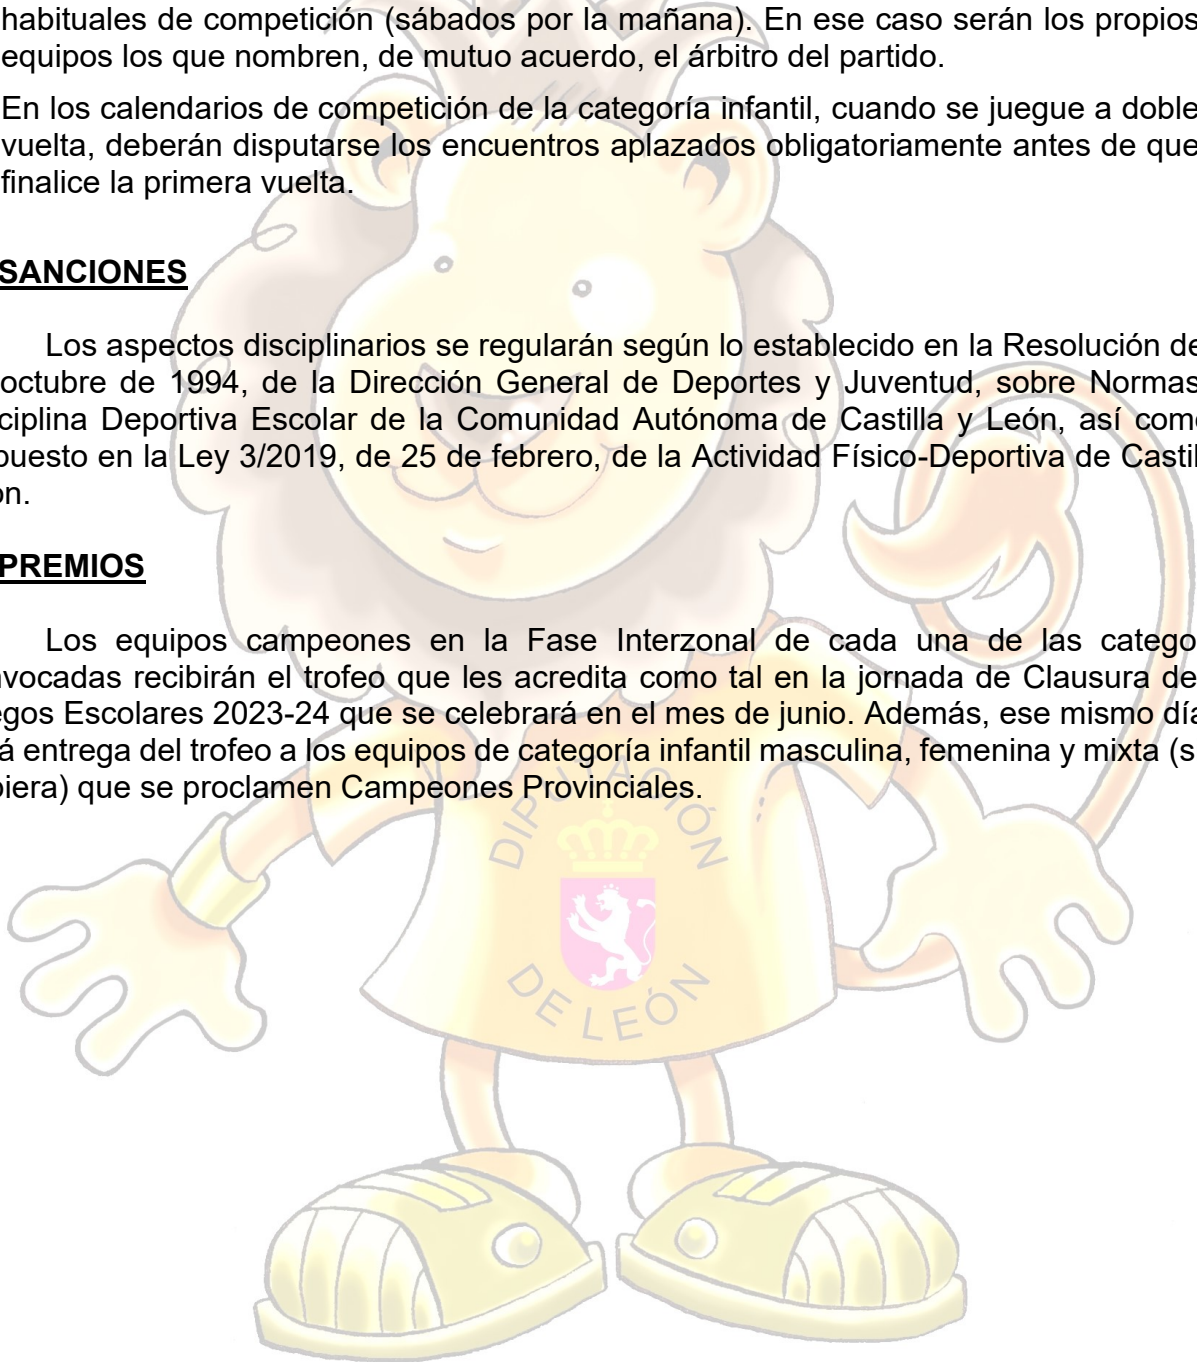 habituales de competición (sábados por la mañana). En ese caso serán los propios
equipos los que nombren, de mutuo acuerdo, el árbitro del partido.
En los calendarios de competición de la categoría infantil, cuando se juegue a doble
vuelta, deberán disputarse los encuentros aplazados obligatoriamente antes de que
finalice la primera vuelta.
SANCIONES
Los aspectos disciplinarios se regularán según lo establecido en la Resolución de
octubre de 1994, de la Dirección General de Deportes y Juventud, sobre Normas
ciplina Deportiva Escolar de la Comunidad Autónoma de Castilla y León, así como
puesto en la Ley 3/2019, de 25 de febrero, de la Actividad Físico-Deportiva de Castil
on.
PREMIOS
Los equipos campeones en la Fase Interzonal de cada una de las catego
vocadas recibirán el trofeo que les acredita como tal en la jornada de Clausura de
egos Escolares 2023-24 que se celebrará en el mes de junio. Además, ese mismo día
á entrega del trofeo a los equipos de categoría infantil masculina, femenina y mixta (s
biera) que se proclamen Campeones Provinciales.
DIPUTACIÓN
DE LEÓN